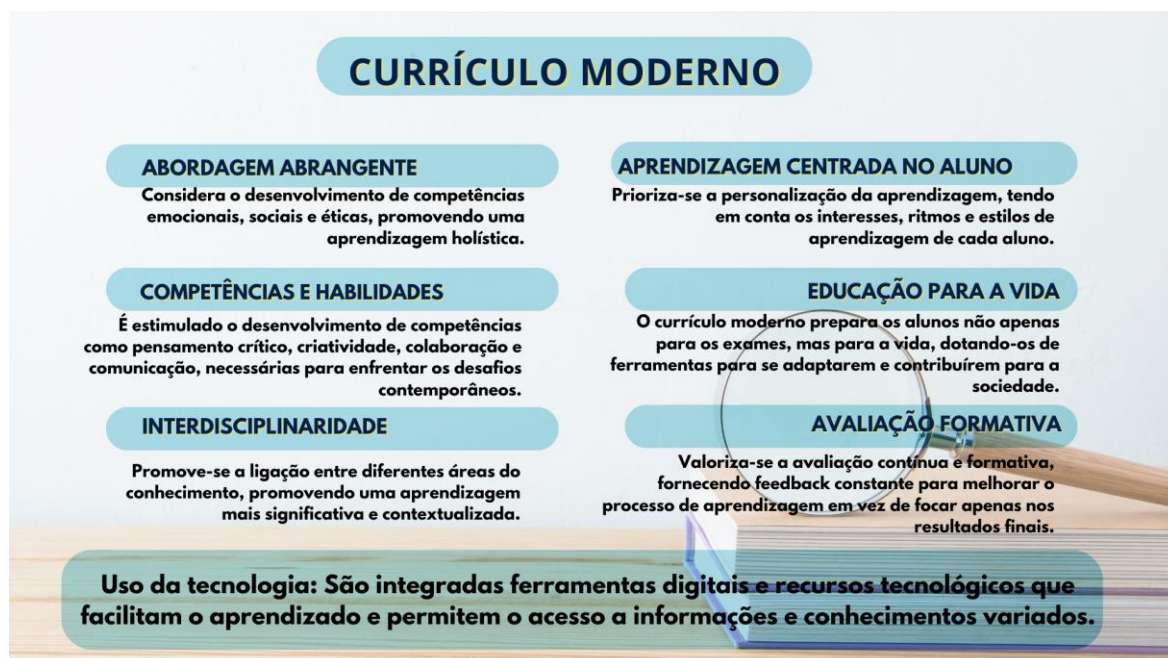 CURRÍCULO MODERNO
ABORDAGEM ABRANGENTE
Considera o desenvolvimento de competências
emocionais, sociais e éticas, promovendo uma
aprendizagem holística.
COMPETÊNCIAS E HABILIDADES
É estimulado o desenvolvimento de competências
como pensamento crítico, criatividade, colaboração e
comunicação, necessárias para enfrentar os desafios
contemporâneos.
INTERDISCIPLINARIDADE
Promove-se a ligação entre diferentes áreas do
conhecimento, promovendo uma aprendizagem
mais significativa e contextualizada.
APRENDIZAGEM CENTRADA NO ALUNO
Prioriza-se a personalização da aprendizagem, tendo
em conta os interesses, ritmos e estilos de
aprendizagem de cada aluno.
EDUCAÇÃO PARA A VIDA
O currículo moderno prepara os alunos não apenas
para os exames, mas para a vida, dotando-os de
ferramentas para se adaptarem e contribuírem para a
sociedade.
AVALIAÇÃO FORMATIVA
Valoriza-se a avaliação contínua e formativa,
fornecendo feedback constante para melhorar o
processo de aprendizagem em vez de focar apenas nos
resultados finais.
Uso da tecnologia: São integradas ferramentas digitais e recursos tecnológicos que
facilitam o aprendizado e permitem o acesso a informações e conhecimentos variados.